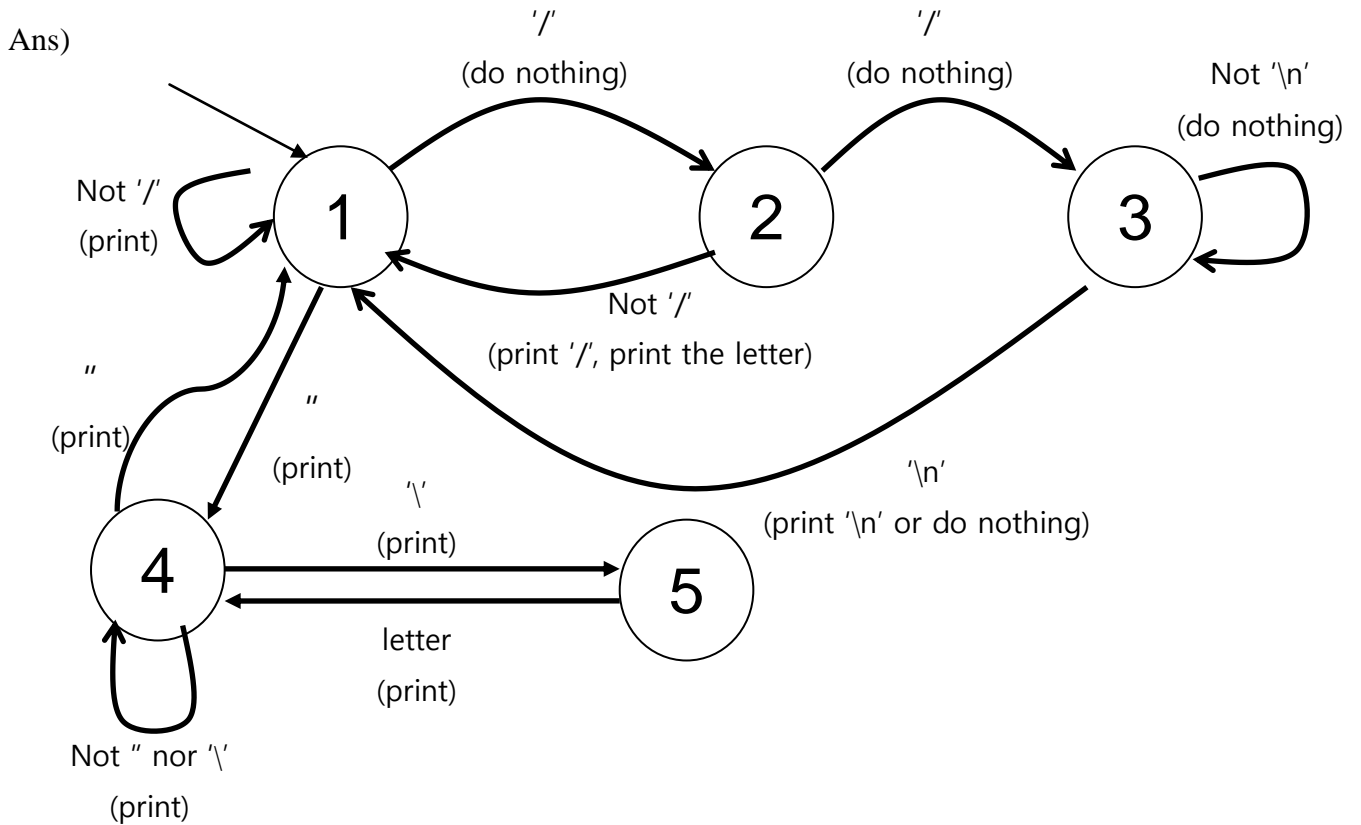 Ans)
'/'
(do nothing)
'/'
(do nothing)
Not '\n'
(do nothing)
Not '/'
(print)
1
2
3
Not '/'
(print '/', print the letter)
"
(print)
"
(print)
'\n'
(print '\n' or do nothing)
'\'
(print)
4
5
letter
(print)
Not " nor '\'
(print)